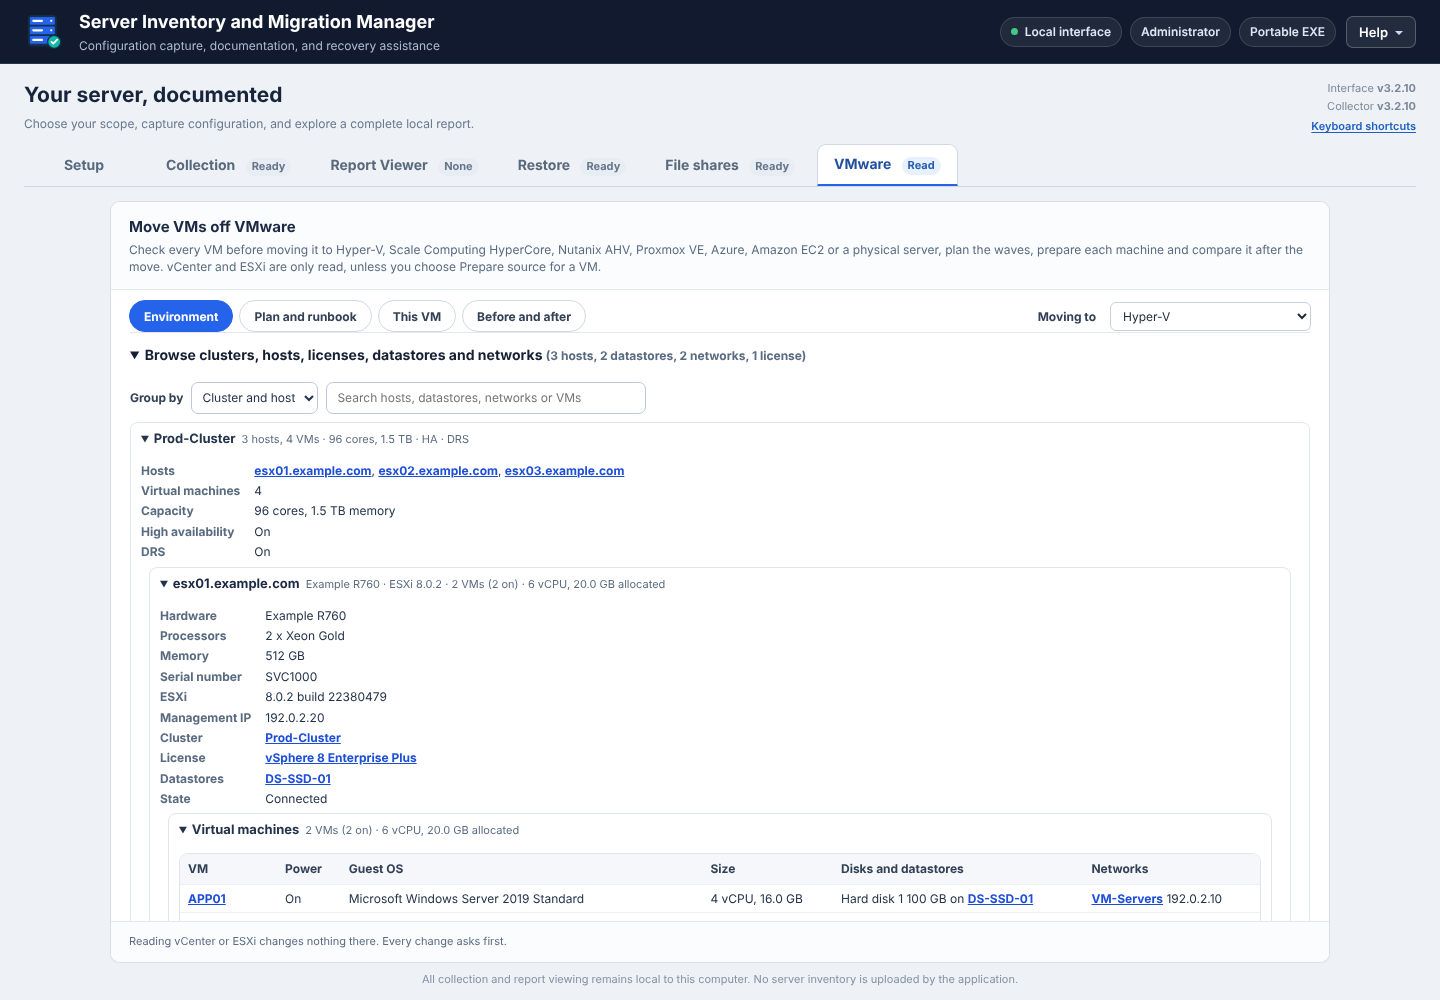 Server Inventory and Migration Manager
Configuration capture, documentation, and recovery assistance
Local interface
Administrator
Portable EXE
Help
Your server, documented
Choose your scope, capture configuration, and explore a complete local report.
Interface v3.2.10
Collector v3.2.10
Keyboard shortcuts
Setup
Collection Ready
Report Viewer None
Restore Ready
File shares Ready
VMware Read
Move VMs off VMware
Check every VM before moving it to Hyper-V, Scale Computing HyperCore, Nutanix AHV, Proxmox VE, Azure, Amazon EC2 or a physical server, plan the waves, prepare each machine and compare it after the
move. vCenter and ESXi are only read, unless you choose Prepare source for a VM.
Environment
Plan and runbook
This VM
Before and after
Moving to Hyper-V
Browse clusters, hosts, licenses, datastores and networks (3 hosts, 2 datastores, 2 networks, 1 license)
Group by Cluster and host Search hosts, datastores, networks or VMs
Prod-Cluster 3 hosts, 4 VMs · 96 cores, 1.5 TB · HA · DRS
Hosts esx01.example.com, esx02.example.com, esx03.example.com
Virtual machines 4
Capacity 96 cores, 1.5 TB memory
High availability On
DRS On
esx01.example.com Example R760 · ESXi 8.0.2 · 2 VMs (2 on) · 6 vCPU, 20.0 GB allocated
Hardware Example R760
Processors 2 x Xeon Gold
Memory 512 GB
Serial number SVC1000
ESXi 8.0.2 build 22380479
Management IP 192.0.2.20
Cluster Prod-Cluster
License vSphere 8 Enterprise Plus
Datastores DS-SSD-01
State Connected
Virtual machines 2 VMs (2 on) · 6 vCPU, 20.0 GB allocated
VM Power Guest OS Size Disks and datastores Networks
APP01 On Microsoft Windows Server 2019 Standard 4 vCPU, 16.0 GB Hard disk 1 100 GB on DS-SSD-01 VM-Servers 192.0.2.10
Reading vCenter or ESXi changes nothing there. Every change asks first.
All collection and report viewing remains local to this computer. No server inventory is uploaded by the application.